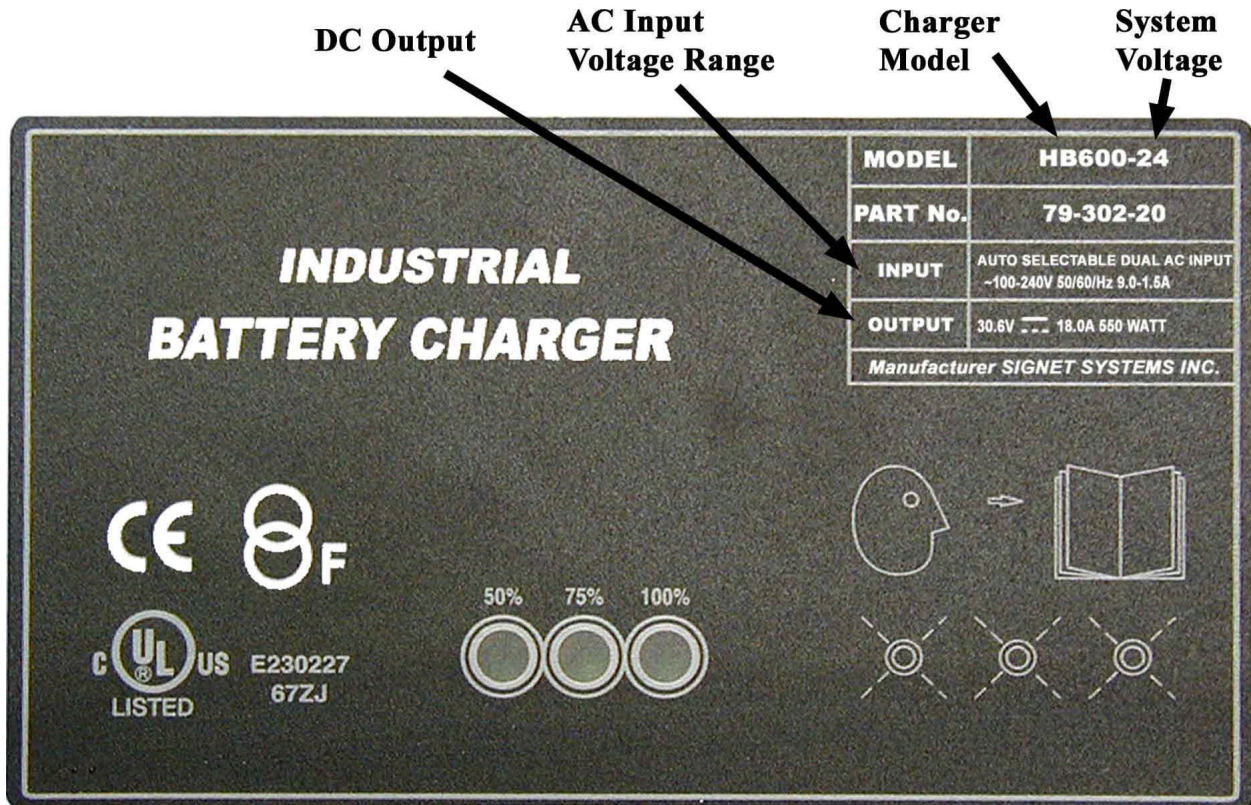 DC Output
AC Input
Voltage Range
Charger
Model
System
Voltage
MODEL HB600-24
PART No. 79-302-20
INPUT AUTO SELECTABLE DUAL AC INPUT
~100-240V 50/60/Hz 9.0-1.5A
OUTPUT 30.6V ⎓ 18.0A 550 WATT
Manufacturer SIGNET SYSTEMS INC.
INDUSTRIAL
BATTERY CHARGER
CE
F
50% 75% 100%
C UL® US
LISTED
E230227
67ZJ